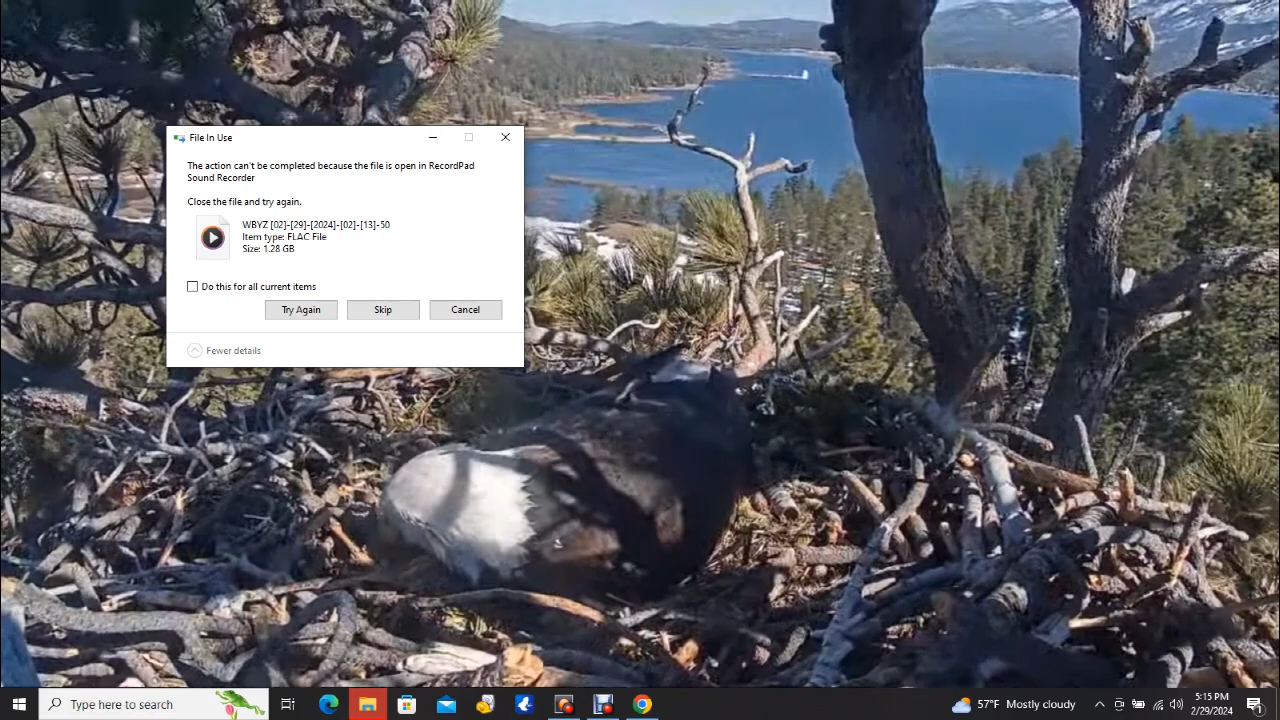 File In Use
The action can't be completed because the file is open in RecordPad
Sound Recorder
Close the file and try again.
WBYZ [02]-[29]-[2024]-[02]-[13]-50
Item type: FLAC File
Size: 1.28 GB
Do this for all current items
Try Again Skip Cancel
Fewer details
Type here to search
57°F Mostly cloudy
5:15 PM
2/29/2024
1